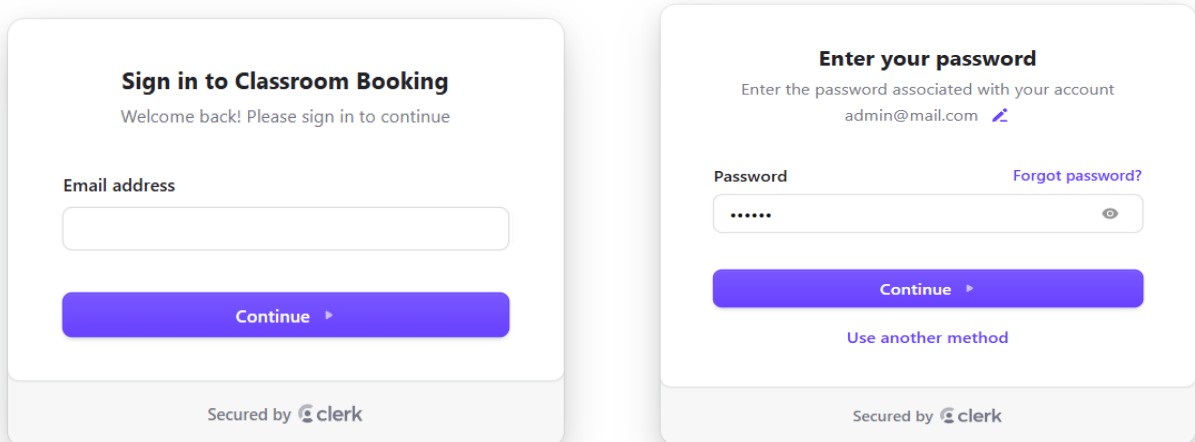 Sign in to Classroom Booking
Welcome back! Please sign in to continue
Email address
Continue
Secured by clerk
Enter your password
Enter the password associated with your account
admin@mail.com
Password
Forgot password?
••••••
Continue
Use another method
Secured by clerk